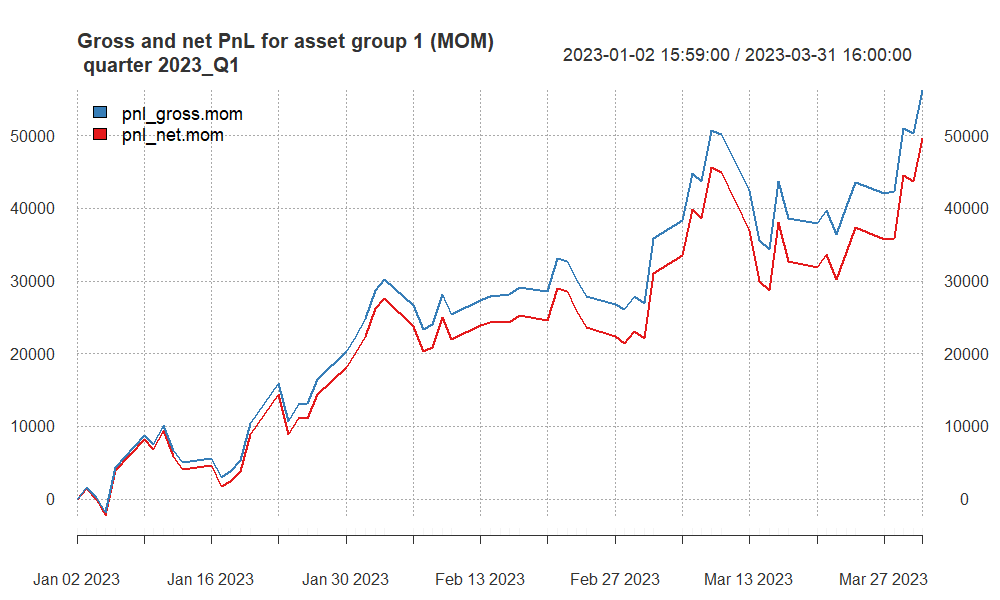 Gross and net PnL for asset group 1 (MOM)
quarter 2023_Q1
2023-01-02 15:59:00 / 2023-03-31 16:00:00
pnl_gross.mom
pnl_net.mom
50000 50000
40000 40000
30000 30000
20000 20000
10000 10000
0 0
Jan 02 2023 Jan 16 2023 Jan 30 2023 Feb 13 2023 Feb 27 2023 Mar 13 2023 Mar 27 2023